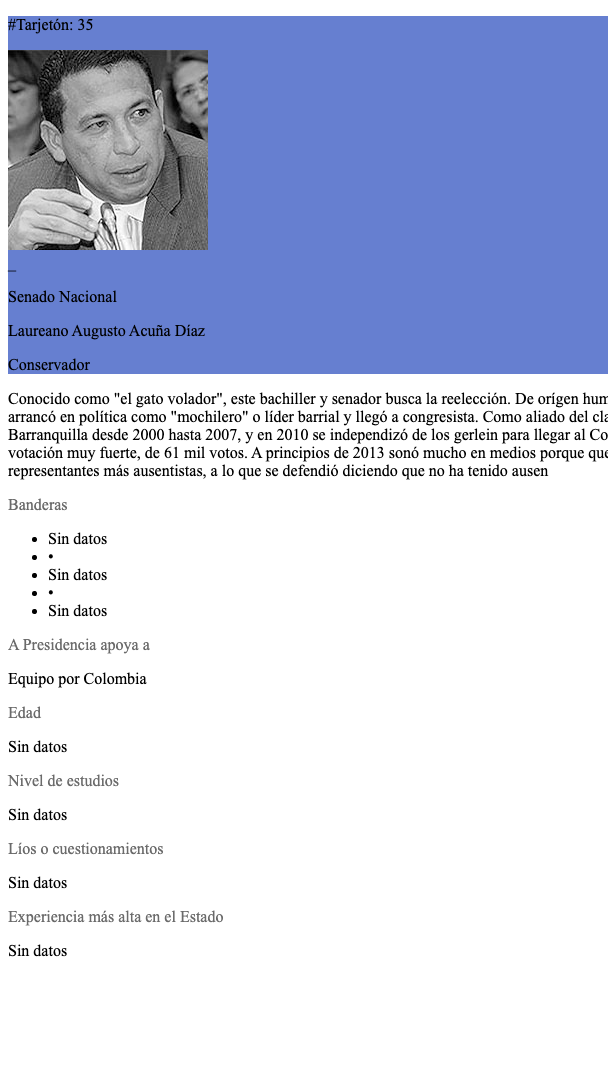 #Tarjetón: 35
_
Senado Nacional
Laureano Augusto Acuña Díaz
Conservador
Conocido como "el gato volador", este bachiller y senador busca la reelección. De orígen hum
arrancó en política como "mochilero" o líder barrial y llegó a congresista. Como aliado del cla
Barranquilla desde 2000 hasta 2007, y en 2010 se independizó de los gerlein para llegar al Co
votación muy fuerte, de 61 mil votos. A principios de 2013 sonó mucho en medios porque que
representantes más ausentistas, a lo que se defendió diciendo que no ha tenido ausen
Banderas
• Sin datos
• •
• Sin datos
• •
• Sin datos
A Presidencia apoya a
Equipo por Colombia
Edad
Sin datos
Nivel de estudios
Sin datos
Líos o cuestionamientos
Sin datos
Experiencia más alta en el Estado
Sin datos